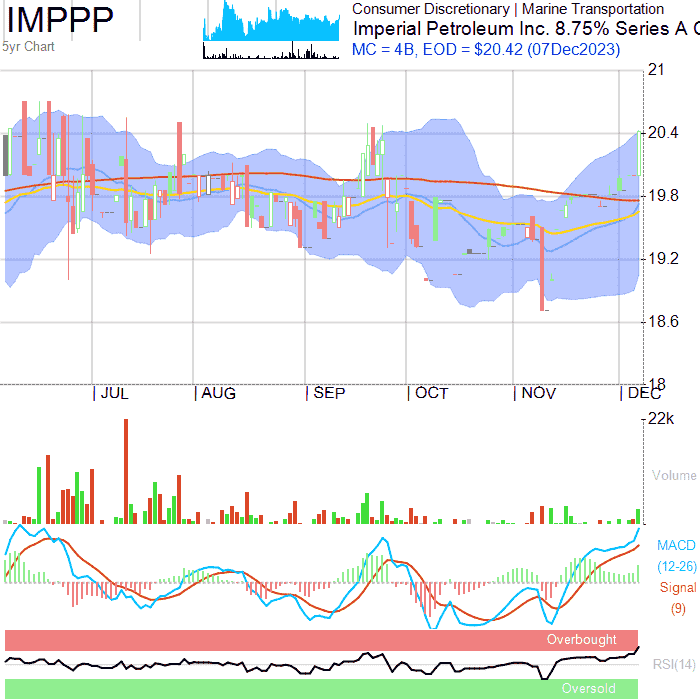 IMPPP
5yr Chart
Consumer Discretionary | Marine Transportation
Imperial Petroleum Inc. 8.75% Series A C
MC = 4B, EOD = $20.42 (07Dec2023)
21
20.4
19.8
19.2
18.6
18
JUL AUG SEP OCT NOV DEC
22k
Volume
MACD
(12-26)
Signal
(9)
Overbought
RSI(14)
Oversold